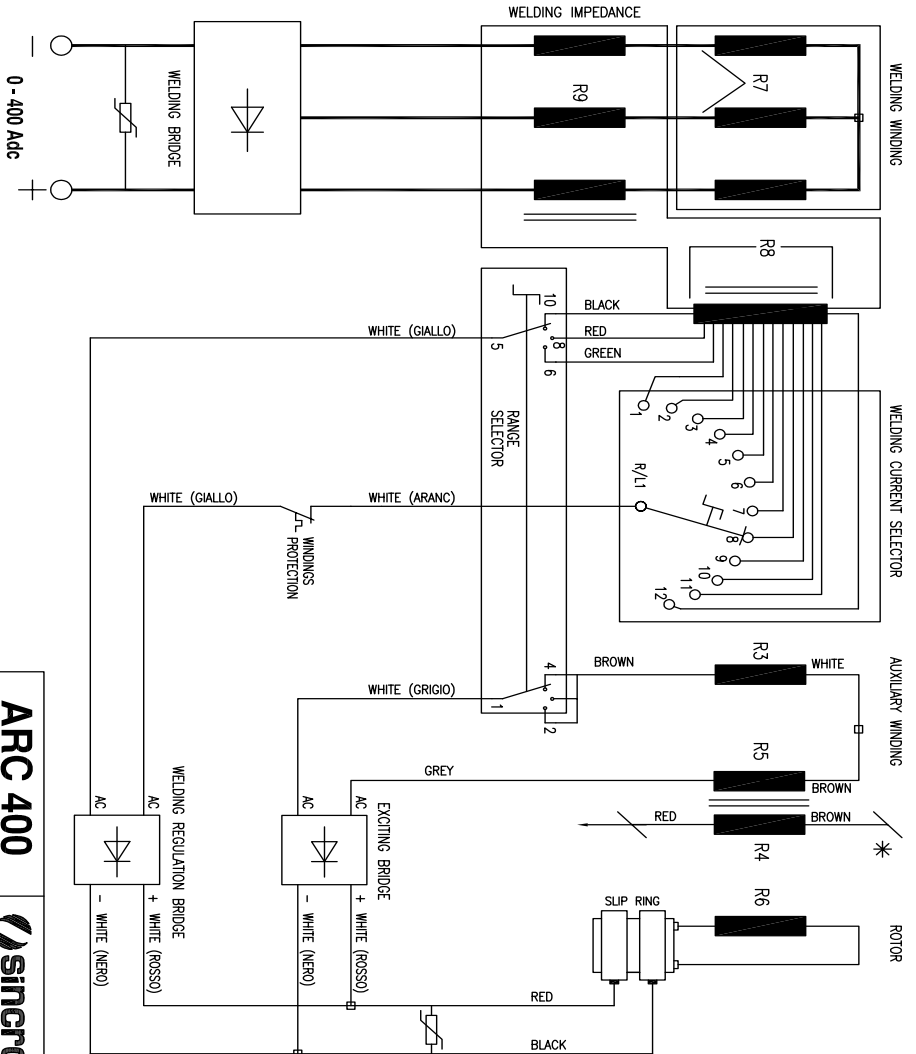 WELDING IMPEDANCE
WELDING WINDING
R7
R9
WELDING BRIDGE
0 - 400 Adc
–
+
R8
BLACK
RED
GREEN
10
8
6
5
WHITE (GIALLO)
RANGE
SELECTOR
WELDING CURRENT SELECTOR
1
2
3
4
5
6
7
8
9
10
11
12
R/L1
WHITE (GIALLO)
WHITE (ARANC)
WINDINGS
PROTECTION
4
2
1
BROWN
WHITE (GRIGIO)
AUXILIARY WINDING
R3
WHITE
R5
BROWN
GREY
RED
BROWN
R4
*
ROTOR
R6
SLIP RING
RED
BLACK
EXCITING BRIDGE
AC
AC
+ WHITE (ROSSO)
- WHITE (NERO)
WELDING REGULATION BRIDGE
AC
AC
+ WHITE (ROSSO)
- WHITE (NERO)
ARC 400
sincro